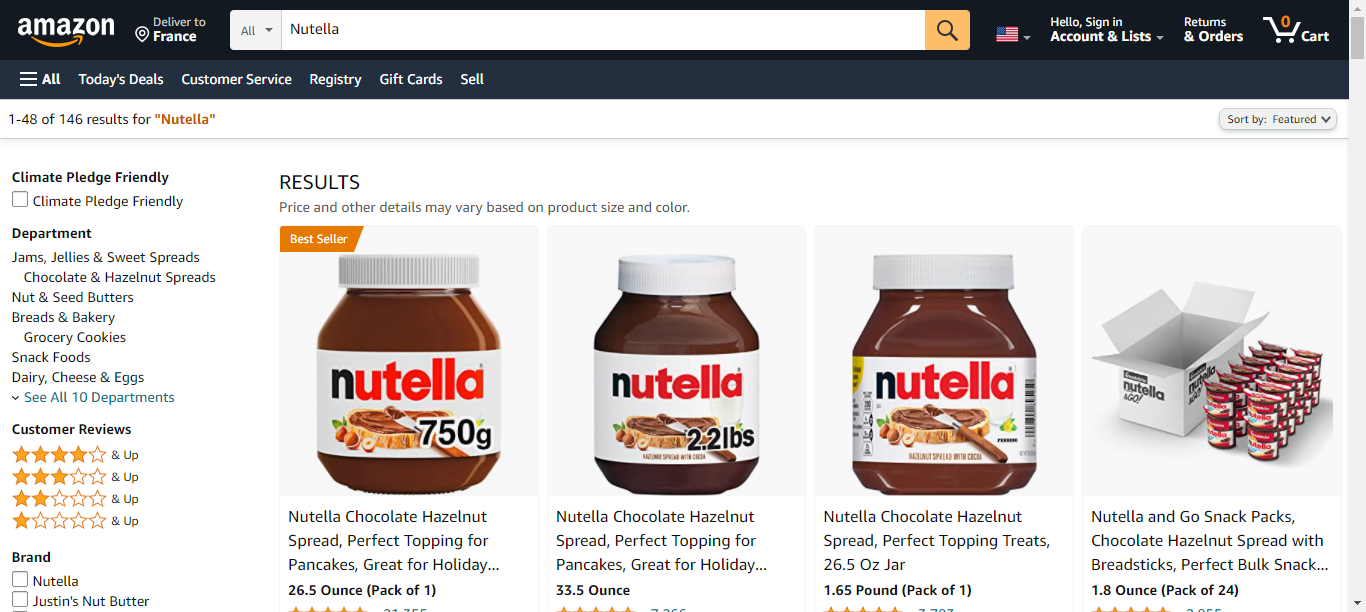 amazon
Deliver to
France
All
Nutella
Hello, Sign in
Account & Lists
Returns
& Orders
0
Cart
All
Today's Deals
Customer Service
Registry
Gift Cards
Sell
1-48 of 146 results for "Nutella"
Sort by: Featured
Climate Pledge Friendly
Climate Pledge Friendly
Department
Jams, Jellies & Sweet Spreads
Chocolate & Hazelnut Spreads
Nut & Seed Butters
Breads & Bakery
Grocery Cookies
Snack Foods
Dairy, Cheese & Eggs
See All 10 Departments
Customer Reviews
& Up
& Up
& Up
& Up
Brand
Nutella
Justin's Nut Butter
RESULTS
Price and other details may vary based on product size and color.
Best Seller
nutella
750g
Nutella Chocolate Hazelnut
Spread, Perfect Topping for
Pancakes, Great for Holiday...
26.5 Ounce (Pack of 1)
nutella
2.2lbs
HAZELNUT SPREAD WITH COCOA
Nutella Chocolate Hazelnut
Spread, Perfect Topping for
Pancakes, Great for Holiday...
33.5 Ounce
nutella
FERRERO
HAZELNUT SPREAD WITH COCOA
Nutella Chocolate Hazelnut
Spread, Perfect Topping Treats,
26.5 Oz Jar
1.65 Pound (Pack of 1)
nutella
&GO!
Nutella and Go Snack Packs,
Chocolate Hazelnut Spread with
Breadsticks, Perfect Bulk Snack...
1.8 Ounce (Pack of 24)